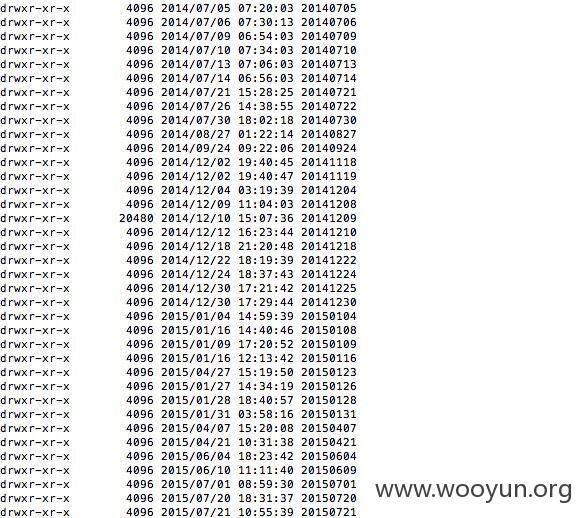 drwxr-xr-x 4096 2014/07/05 07:20:03 20140705
drwxr-xr-x 4096 2014/07/06 07:30:13 20140706
drwxr-xr-x 4096 2014/07/09 06:54:03 20140709
drwxr-xr-x 4096 2014/07/10 07:34:03 20140710
drwxr-xr-x 4096 2014/07/13 07:06:03 20140713
drwxr-xr-x 4096 2014/07/14 06:56:03 20140714
drwxr-xr-x 4096 2014/07/21 15:28:25 20140721
drwxr-xr-x 4096 2014/07/26 14:38:55 20140722
drwxr-xr-x 4096 2014/07/30 18:02:18 20140730
drwxr-xr-x 4096 2014/08/27 01:22:14 20140827
drwxr-xr-x 4096 2014/09/24 09:22:06 20140924
drwxr-xr-x 4096 2014/12/02 19:40:45 20141118
drwxr-xr-x 4096 2014/12/02 19:40:47 20141119
drwxr-xr-x 4096 2014/12/04 03:19:39 20141204
drwxr-xr-x 4096 2014/12/09 11:04:03 20141208
drwxr-xr-x 20480 2014/12/10 15:07:36 20141209
drwxr-xr-x 4096 2014/12/12 16:23:44 20141210
drwxr-xr-x 4096 2014/12/18 21:20:48 20141218
drwxr-xr-x 4096 2014/12/22 18:19:39 20141222
drwxr-xr-x 4096 2014/12/24 18:37:43 20141224
drwxr-xr-x 4096 2014/12/30 17:21:42 20141225
drwxr-xr-x 4096 2014/12/30 17:29:44 20141230
drwxr-xr-x 4096 2015/01/04 14:59:39 20150104
drwxr-xr-x 4096 2015/01/16 14:40:46 20150108
drwxr-xr-x 4096 2015/01/09 17:20:52 20150109
drwxr-xr-x 4096 2015/01/16 12:13:42 20150116
drwxr-xr-x 4096 2015/04/27 15:19:50 20150123
drwxr-xr-x 4096 2015/01/27 14:34:19 20150126
drwxr-xr-x 4096 2015/01/28 18:40:57 20150128
drwxr-xr-x 4096 2015/01/31 03:58:16 20150131
drwxr-xr-x 4096 2015/04/07 15:20:08 20150407
drwxr-xr-x 4096 2015/04/21 10:31:38 20150421
drwxr-xr-x 4096 2015/06/04 18:23:42 20150604
drwxr-xr-x 4096 2015/06/10 11:11:40 20150609
drwxr-xr-x 4096 2015/07/01 08:59:30 20150701
drwxr-xr-x 4096 2015/07/20 18:31:37 20150720
drwxr-xr-x 4096 2015/07/21 10:55:39 20150721
www.wooyun.org